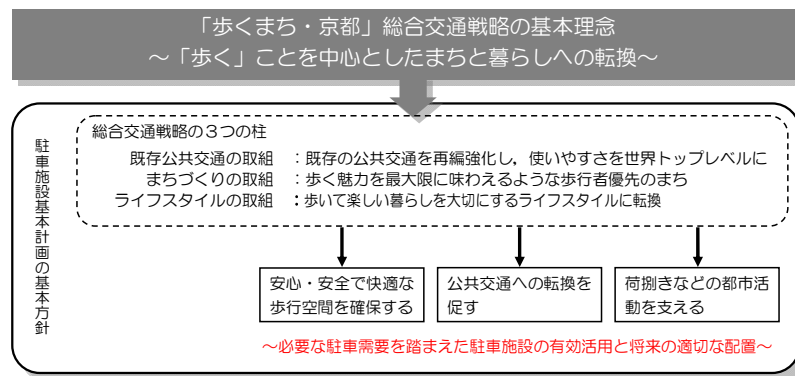 「歩くまち・京都」総合交通戦略の基本理念
～「歩く」ことを中心としたまちと暮らしへの転換～
駐車施設基本計画の基本方針
総合交通戦略の３つの柱
既存公共交通の取組　：既存の公共交通を再編強化し，使いやすさを世界トップレベルに
まちづくりの取組　：歩く魅力を最大限に味わえるような歩行者優先のまち
ライフスタイルの取組　：歩いて楽しい暮らしを大切にするライフスタイルに転換
安心・安全で快適な
歩行空間を確保する
公共交通への転換を
促す
荷捌きなどの都市活
動を支える
～必要な駐車需要を踏まえた駐車施設の有効活用と将来の適切な配置～